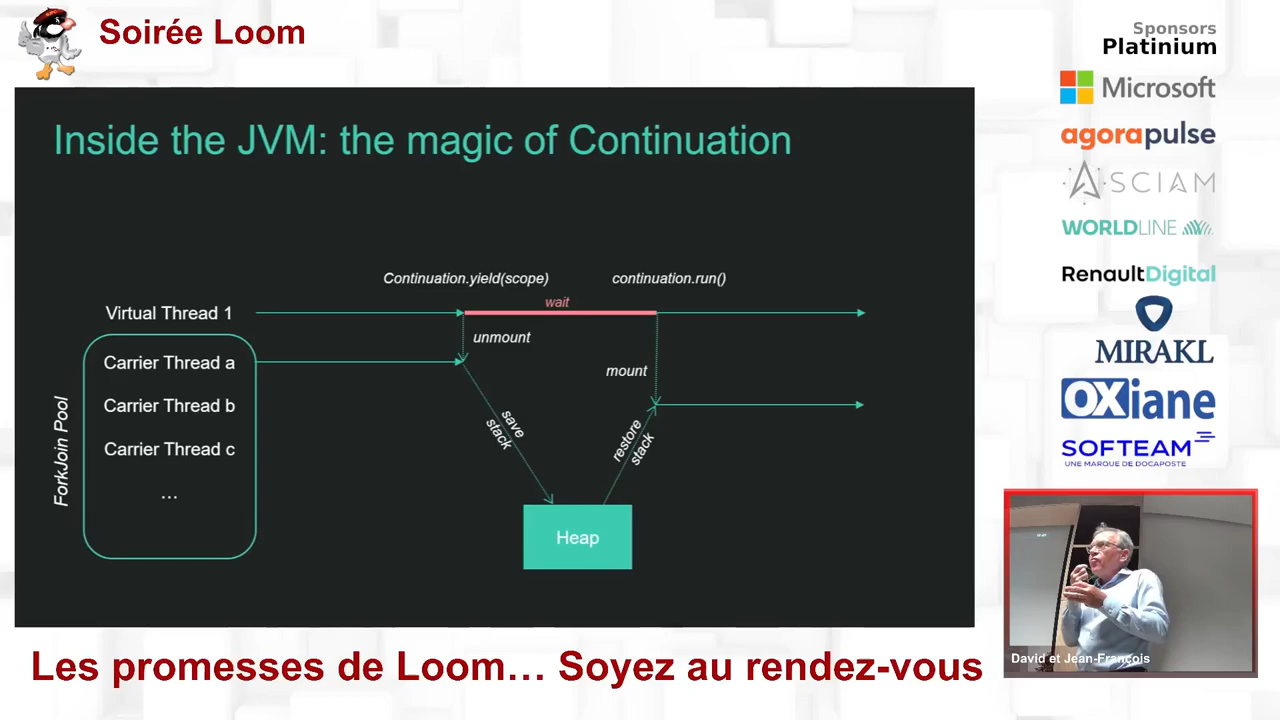 Soirée Loom
Sponsors
Platinium
Microsoft
agorapulse
ASCIAM
WORLDLINE
RenaultDigital
MIRAKL
OXiane
SOFTEAM
UNE MARQUE DE DOCAPOSTE
Inside the JVM: the magic of Continuation
Continuation.yield(scope)
continuation.run()
wait
Virtual Thread 1
unmount
Carrier Thread a
mount
Carrier Thread b
save
stack
restore
stack
Carrier Thread c
...
ForkJoin Pool
Heap
David et Jean-François
Les promesses de Loom... Soyez au rendez-vous